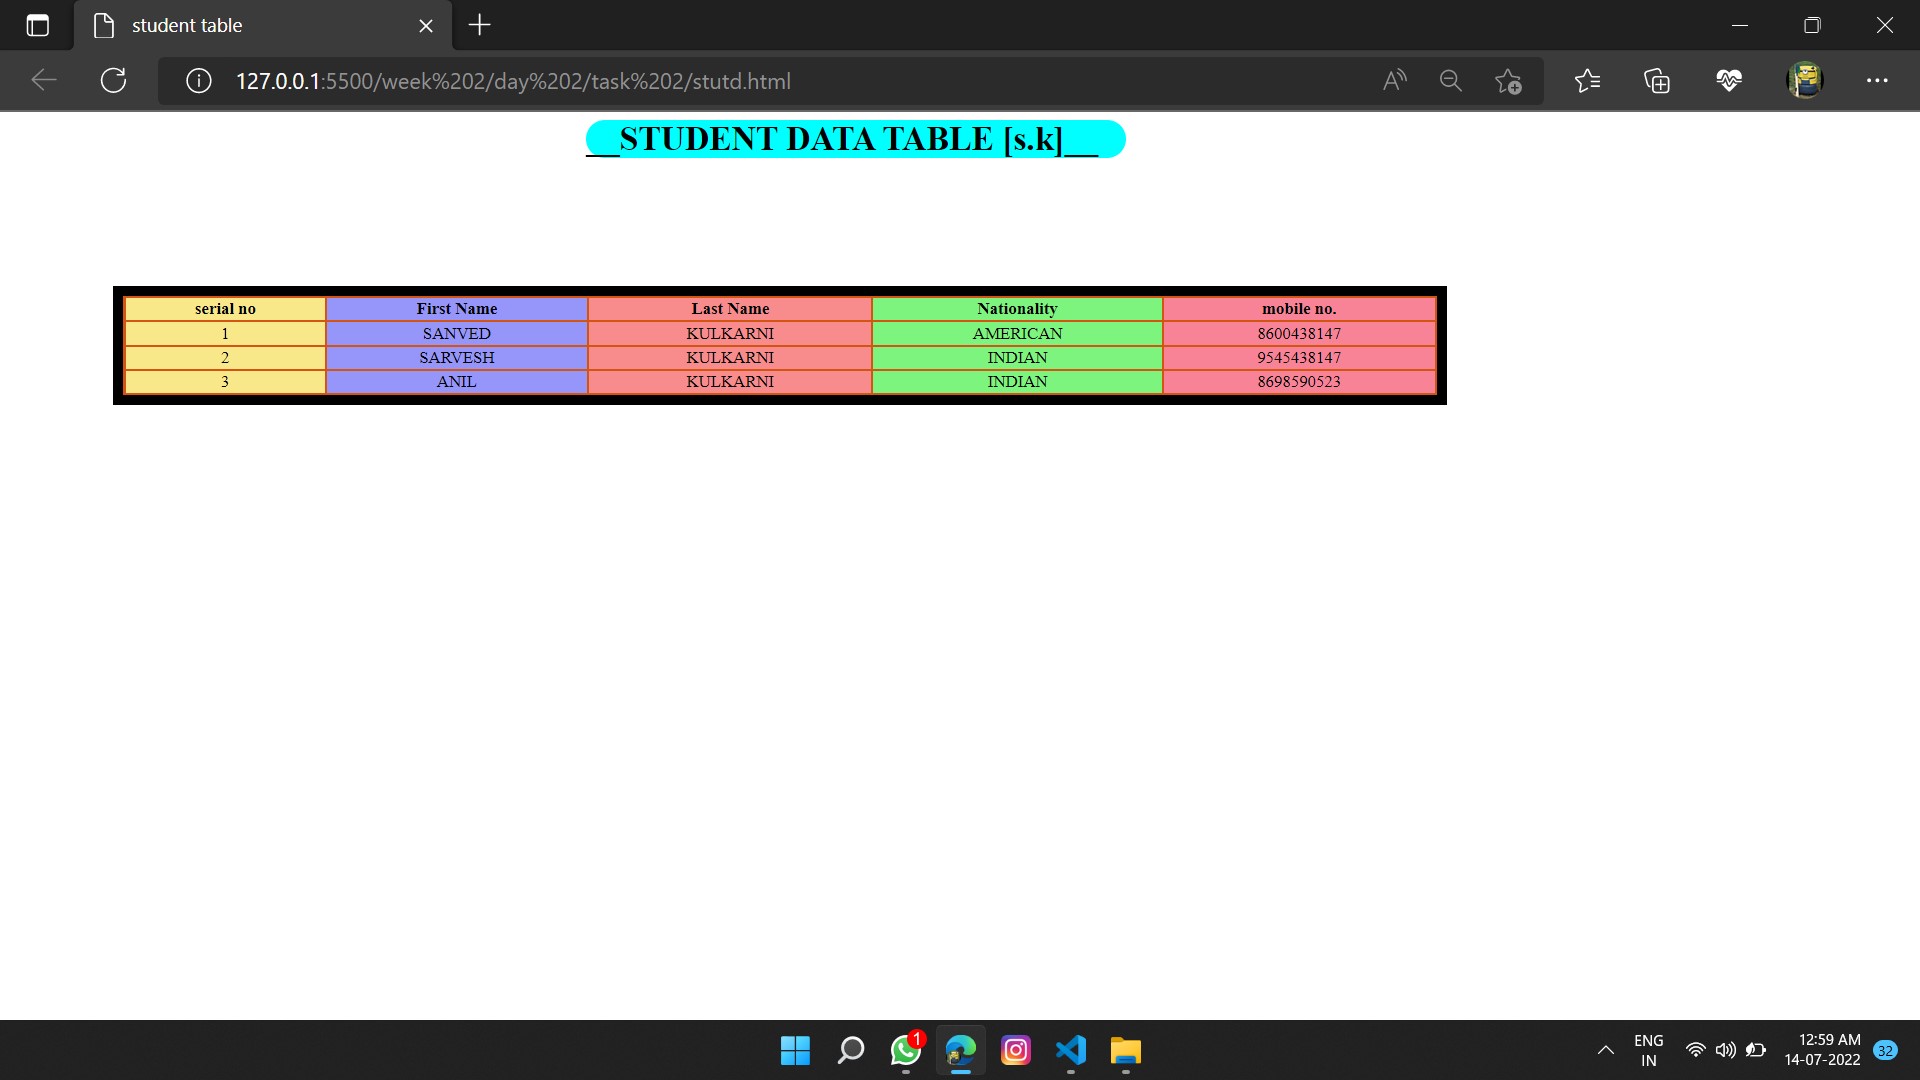 student table
127.0.0.1:5500/week%202/day%202/task%202/stutd.html
__STUDENT DATA TABLE [s.k]__
serial no First Name Last Name Nationality mobile no.
1 SANVED KULKARNI AMERICAN 8600438147
2 SARVESH KULKARNI INDIAN 9545438147
3 ANIL KULKARNI INDIAN 8698590523
1
ENG
IN
12:59 AM
14-07-2022
32